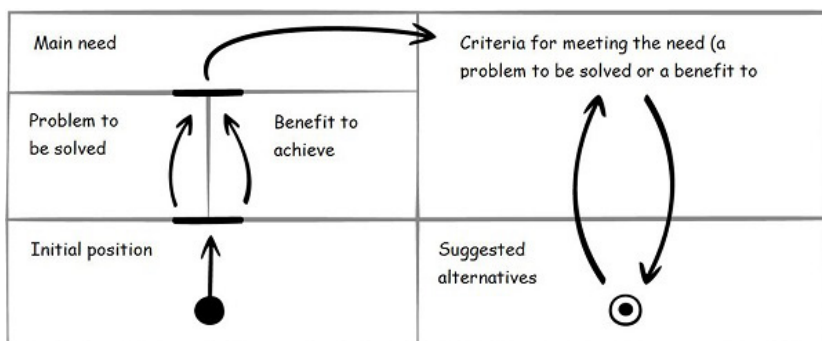 Main need
Criteria for meeting the need (a
problem to be solved or a benefit to
Problem to
be solved
Benefit to
achieve
Initial position
Suggested
alternatives